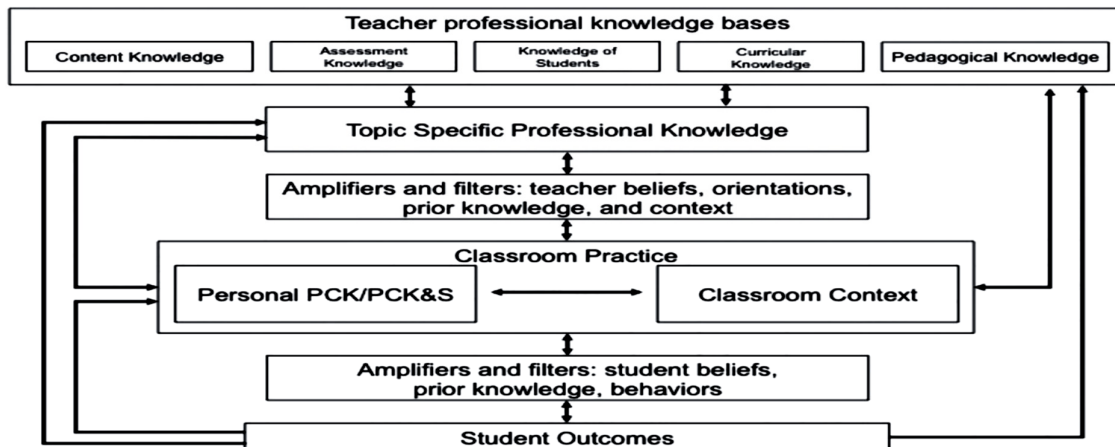 Teacher professional knowledge bases
Content Knowledge
Assessment
Knowledge
Knowledge of
Students
Curricular
Knowledge
Pedagogical Knowledge
Topic Specific Professional Knowledge
Amplifiers and filters: teacher beliefs, orientations,
prior knowledge, and context
Classroom Practice
Personal PCK/PCK&S
Classroom Context
Amplifiers and filters: student beliefs,
prior knowledge, behaviors
Student Outcomes